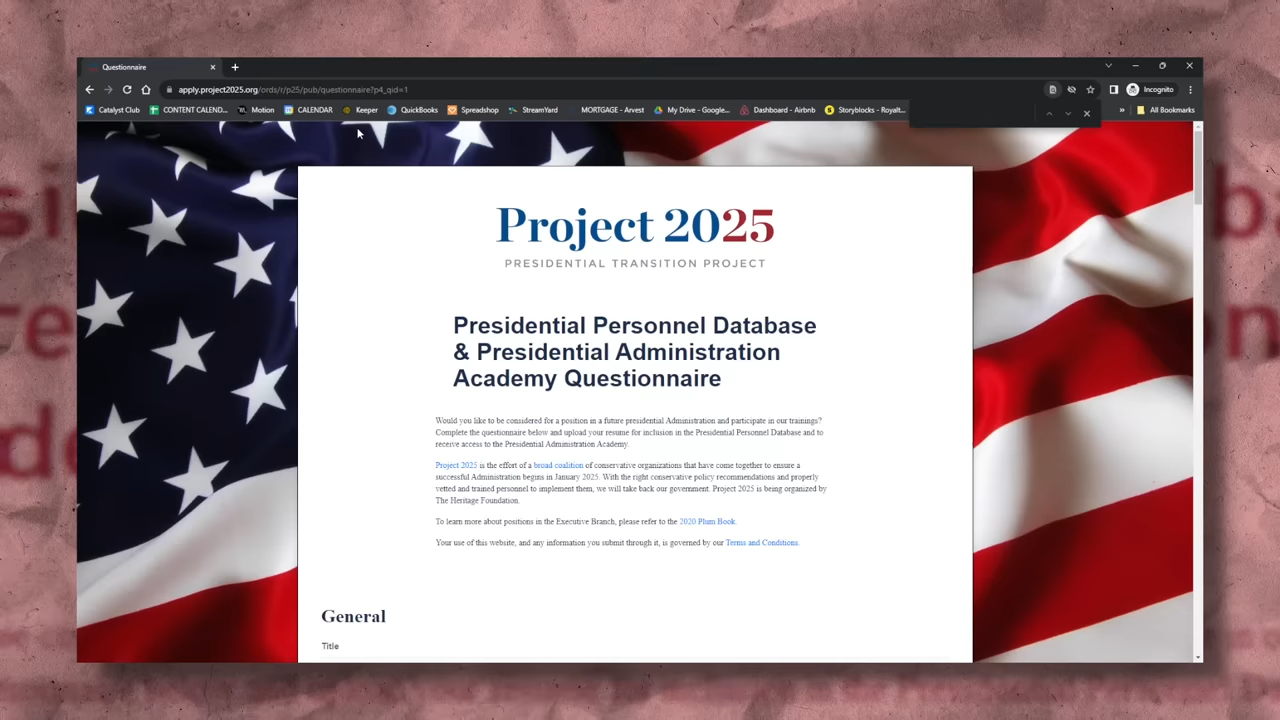 Questionnaire
apply.project2025.org/ords/r/p25/pub/questionnaire?p4_qid=1
Incognito
Catalyst Club CONTENT CALEND... Motion CALENDAR Keeper QuickBooks Spreadshop StreamYard MORTGAGE - Arvest My Drive - Google... Dashboard - Airbnb Storyblocks - Royalt... » All Bookmarks
Project 2025
PRESIDENTIAL TRANSITION PROJECT
Presidential Personnel Database
& Presidential Administration
Academy Questionnaire
Would you like to be considered for a position in a future presidential Administration and participate in our trainings?
Complete the questionnaire below and upload your resume for inclusion in the Presidential Personnel Database and to
receive access to the Presidential Administration Academy.
Project 2025 is the effort of a broad coalition of conservative organizations that have come together to ensure a
successful Administration begins in January 2025. With the right conservative policy recommendations and properly
vetted and trained personnel to implement them, we will take back our government. Project 2025 is being organized by
The Heritage Foundation.
To learn more about positions in the Executive Branch, please refer to the 2020 Plum Book.
Your use of this website, and any information you submit through it, is governed by our Terms and Conditions.
General
Title